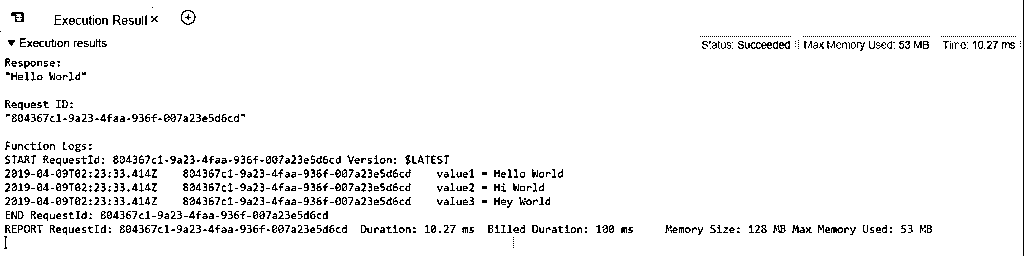 Execution Result ×
▼ Execution results
Status: Succeeded Max Memory Used: 53 MB Time: 10.27 ms
Response:
"Hello World"
Request ID:
"804367c1-9a23-4faa-936f-007a23e5d6cd"
Function Logs:
START RequestId: 804367c1-9a23-4faa-936f-007a23e5d6cd Version: $LATEST
2019-04-09T02:23:33.414Z 804367c1-9a23-4faa-936f-007a23e5d6cd value1 = Hello World
2019-04-09T02:23:33.414Z 804367c1-9a23-4faa-936f-007a23e5d6cd value2 = Hi World
2019-04-09T02:23:33.414Z 804367c1-9a23-4faa-936f-007a23e5d6cd value3 = Hey World
END RequestId: 804367c1-9a23-4faa-936f-007a23e5d6cd
REPORT RequestId: 804367c1-9a23-4faa-936f-007a23e5d6cd Duration: 10.27 ms Billed Duration: 100 ms Memory Size: 128 MB Max Memory Used: 53 MB